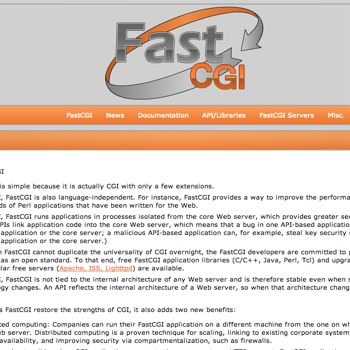 Fast
CGI
FastCGI News Documentation API/Libraries FastCGI Servers Misc.
GI
is simple because it is actually CGI with only a few extensions.
I, FastCGI is also language-independent. For instance, FastCGI provides a way to improve the performa
ds of Perl applications that have been written for the Web.
I, FastCGI runs applications in processes isolated from the core Web server, which provides greater sec
PIs link application code into the core Web server, which means that a bug in one API-based application
application or the core server; a malicious API-based application can, for example, steal key security s
application or the core server.)
h FastCGI cannot duplicate the universality of CGI overnight, the FastCGI developers are committed to p
as an open standard. To that end, free FastCGI application libraries (C/C++, Java, Perl, Tcl) and upgra
lar free servers (Apache, ISS, Lighttpd) are available.
I, FastCGI is not tied to the internal architecture of any Web server and is therefore stable even when s
gy changes. An API reflects the internal architecture of a Web server, so when that architecture change
s FastCGI restore the strengths of CGI, it also adds two new benefits:
ted computing: Companies can run their FastCGI application on a different machine from the one on wh
eb server. Distributed computing is a proven technique for scaling, linking to existing corporate systems
availability, and improving security via compartmentalization, such as firewalls.